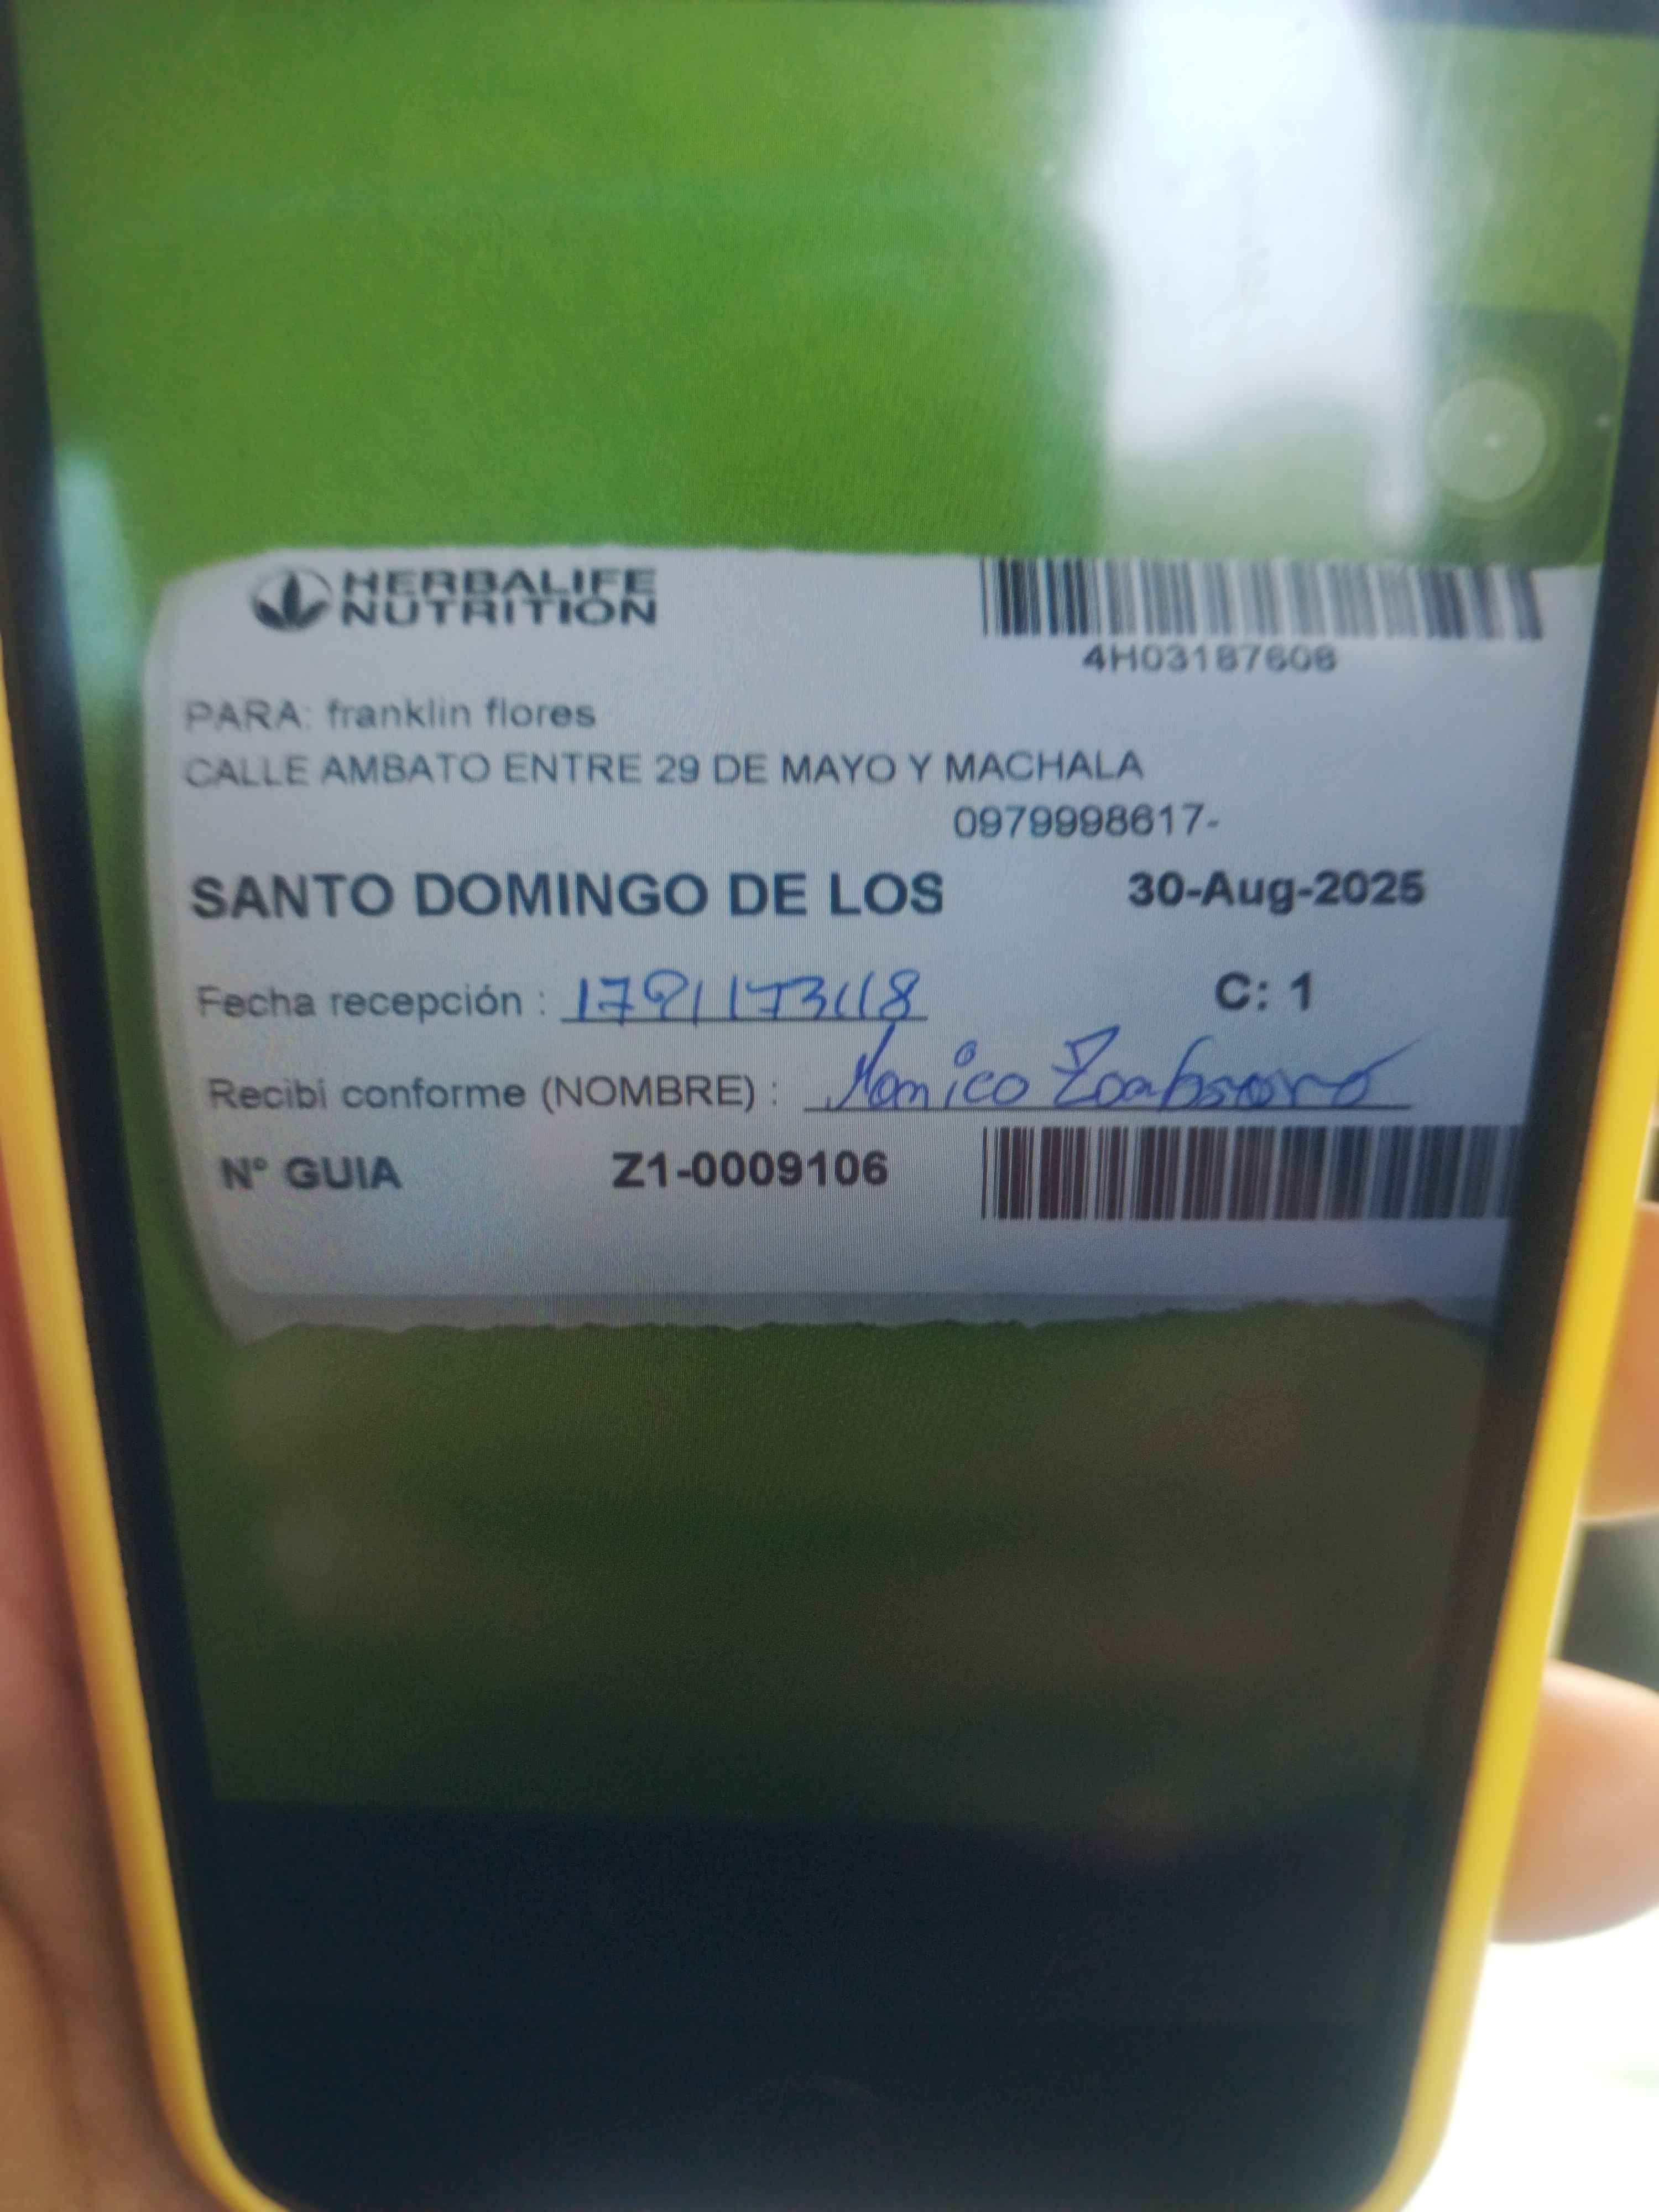 HERBALIFE
NUTRITION
4H03187608
PARA: franklin flores
CALLE AMBATO ENTRE 29 DE MAYO Y MACHALA
0979998617-
SANTO DOMINGO DE LOS 30-Aug-2025
Fecha recepción : C: 1
Recibí conforme (NOMBRE) :
N° GUIA Z1-0009106